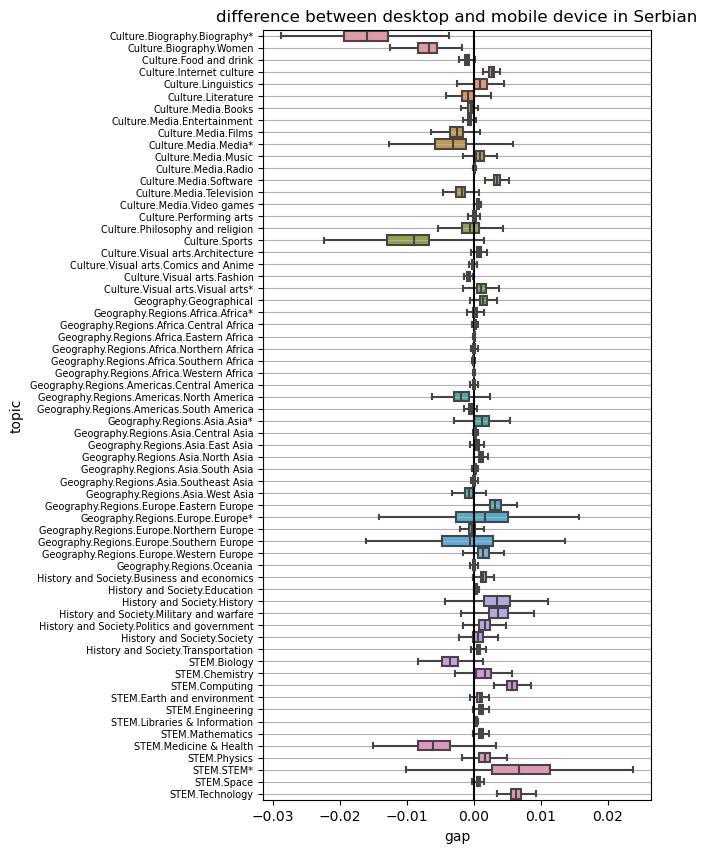 difference between desktop and mobile device in Serbian
Culture.Biography.Biography*
Culture.Biography.Women
Culture.Food and drink
Culture.Internet culture
Culture.Linguistics
Culture.Literature
Culture.Media.Books
Culture.Media.Entertainment
Culture.Media.Films
Culture.Media.Media*
Culture.Media.Music
Culture.Media.Radio
Culture.Media.Software
Culture.Media.Television
Culture.Media.Video games
Culture.Performing arts
Culture.Philosophy and religion
Culture.Sports
Culture.Visual arts.Architecture
Culture.Visual arts.Comics and Anime
Culture.Visual arts.Fashion
Culture.Visual arts.Visual arts*
Geography.Geographical
Geography.Regions.Africa.Africa*
Geography.Regions.Africa.Central Africa
Geography.Regions.Africa.Eastern Africa
Geography.Regions.Africa.Northern Africa
Geography.Regions.Africa.Southern Africa
Geography.Regions.Africa.Western Africa
Geography.Regions.Americas.Central America
Geography.Regions.Americas.North America
Geography.Regions.Americas.South America
Geography.Regions.Asia.Asia*
Geography.Regions.Asia.Central Asia
Geography.Regions.Asia.East Asia
Geography.Regions.Asia.North Asia
Geography.Regions.Asia.South Asia
Geography.Regions.Asia.Southeast Asia
Geography.Regions.Asia.West Asia
Geography.Regions.Europe.Eastern Europe
Geography.Regions.Europe.Europe*
Geography.Regions.Europe.Northern Europe
Geography.Regions.Europe.Southern Europe
Geography.Regions.Europe.Western Europe
Geography.Regions.Oceania
History and Society.Business and economics
History and Society.Education
History and Society.History
History and Society.Military and warfare
History and Society.Politics and government
History and Society.Society
History and Society.Transportation
STEM.Biology
STEM.Chemistry
STEM.Computing
STEM.Earth and environment
STEM.Engineering
STEM.Libraries & Information
STEM.Mathematics
STEM.Medicine & Health
STEM.Physics
STEM.STEM*
STEM.Space
STEM.Technology
topic
−0.03 −0.02 −0.01 0.00 0.01 0.02
gap